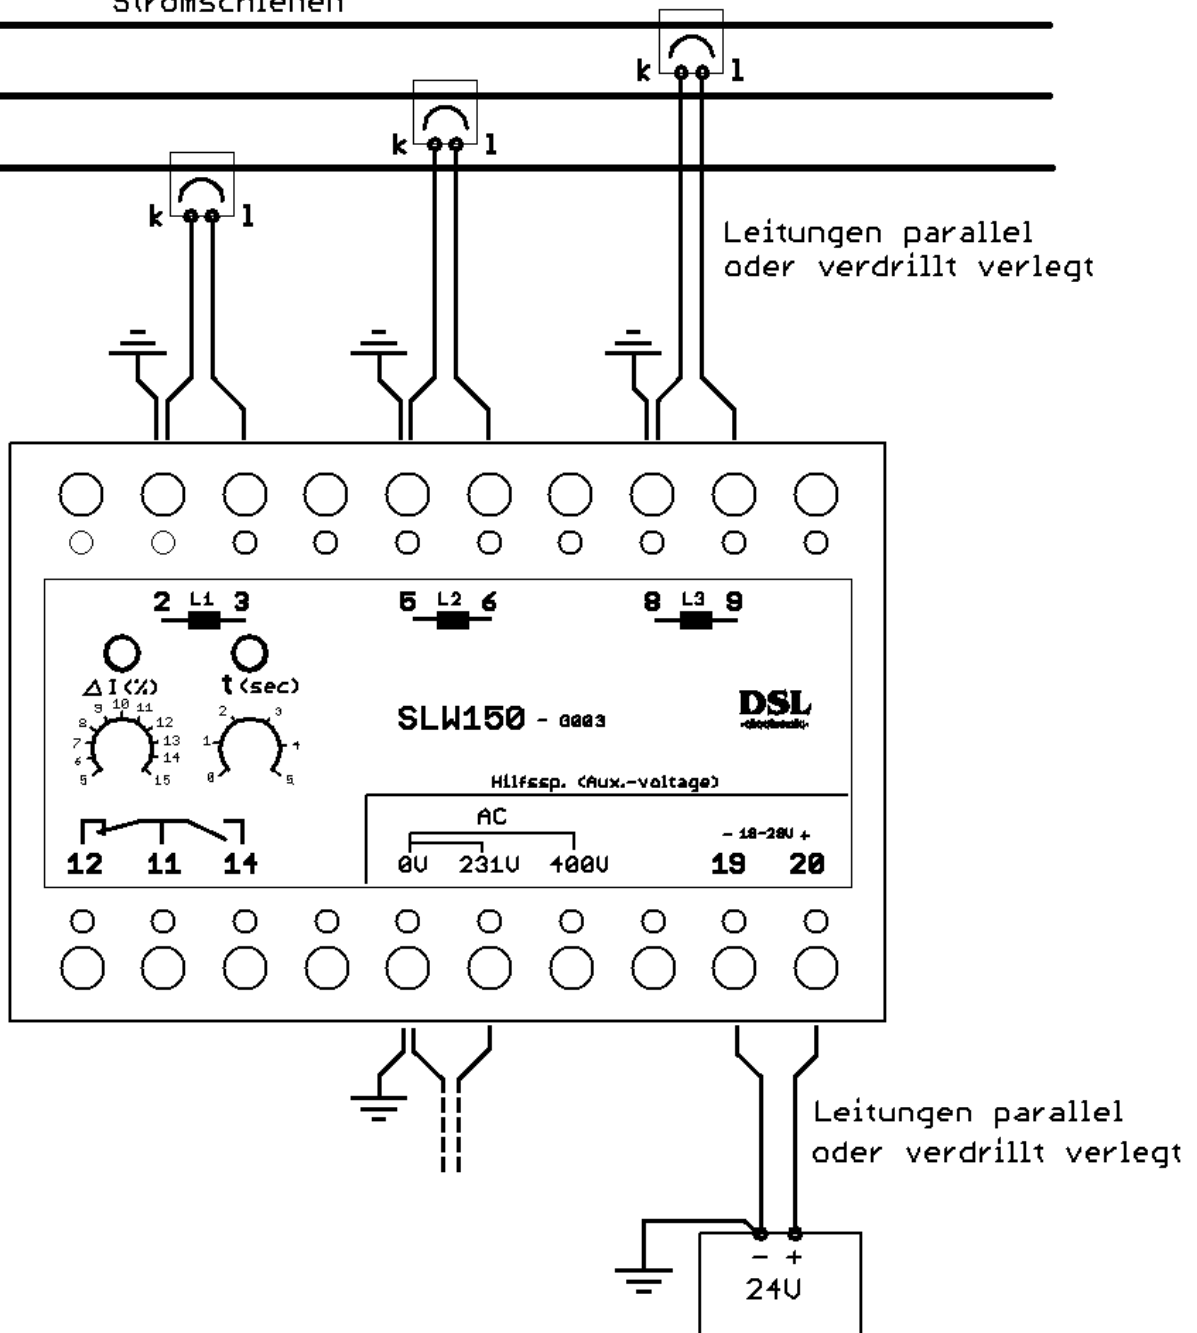 Stromschienen
k l
k l
k l
Leitungen parallel
oder verdrillt verlegt
2 L1 3
5 L2 6
8 L3 9
Δ I (%)
t (sec)
5 6 7 8 9 10 11 12 13 14 15
0 1 2 3 4 5
SLW150 - G003
DSL
electronic
Hilfssp. (Aux.-voltage)
AC
- 18-28V +
12 11 14
0V 231V 400V
19 20
Leitungen parallel
oder verdrillt verlegt
- +
24V